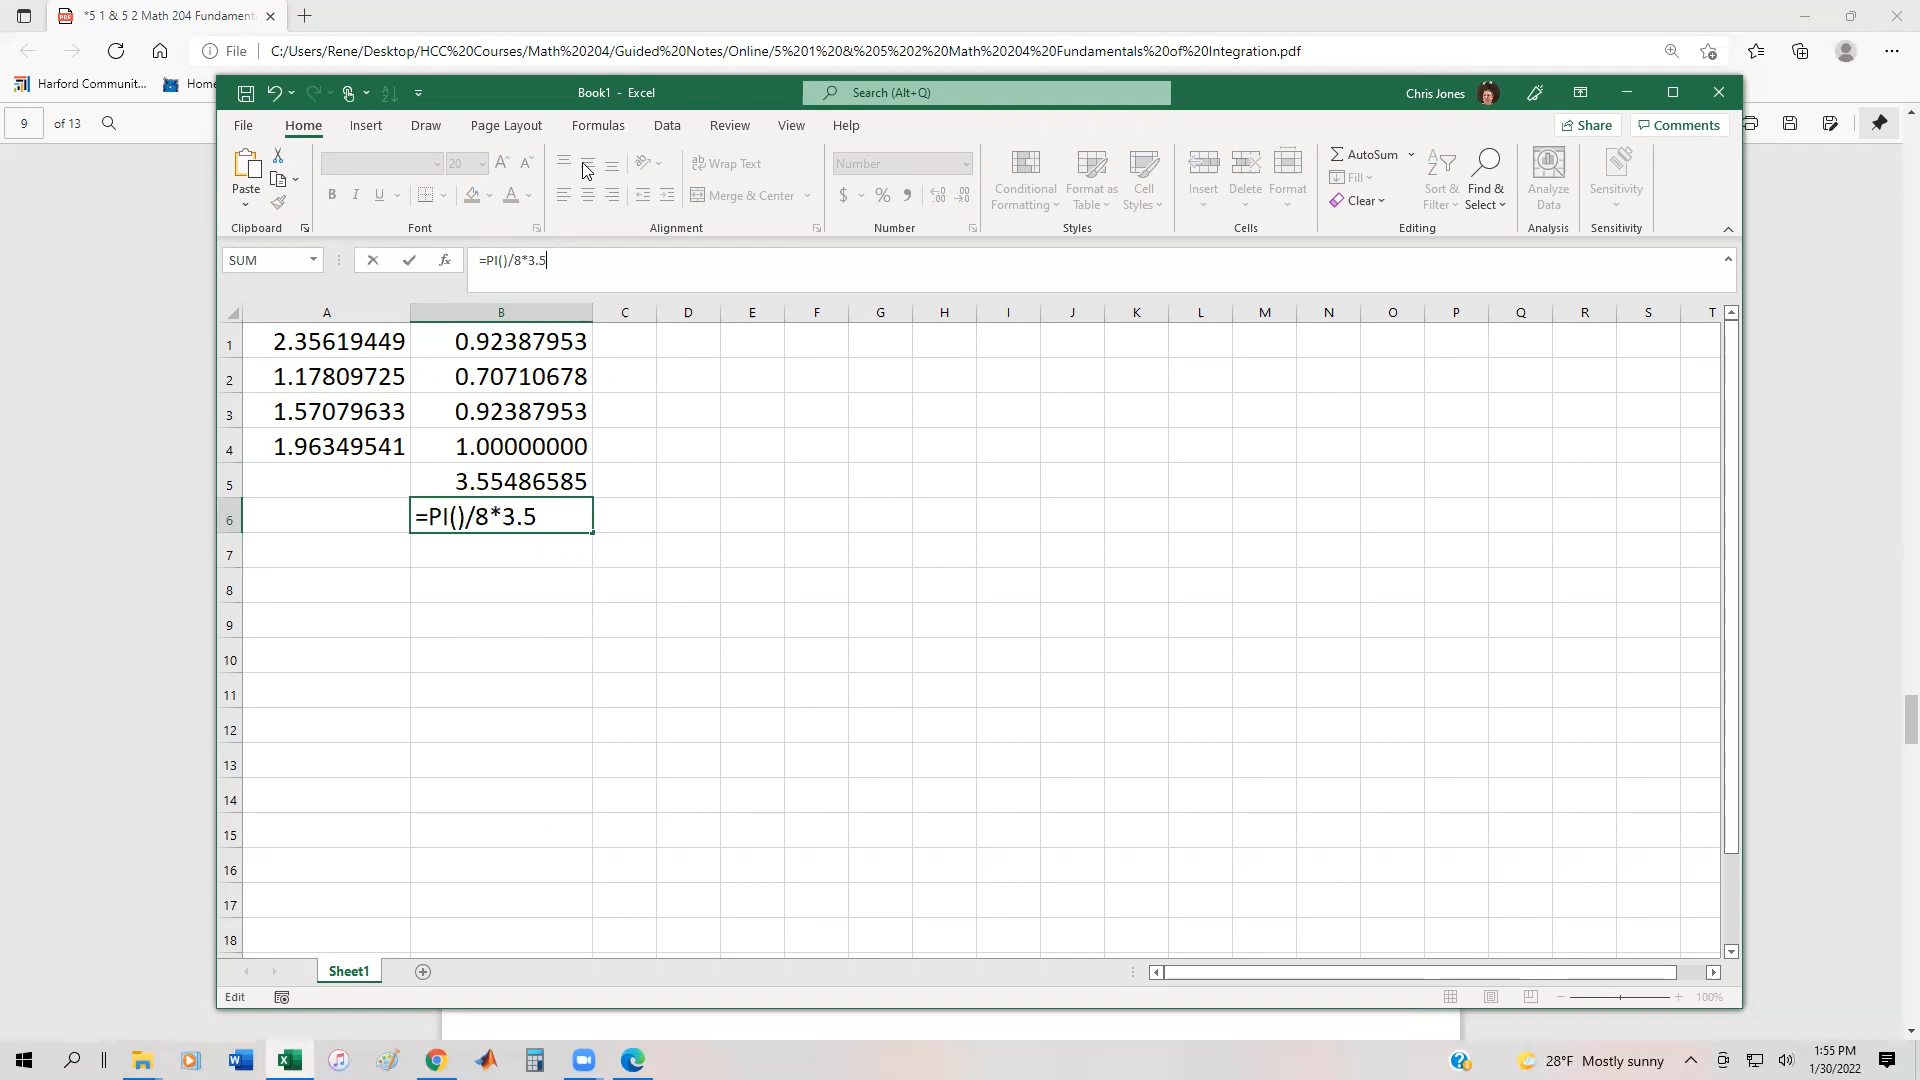 *5 1 & 5 2 Math 204 Fundament
File
C:/Users/Rene/Desktop/HCC%20Courses/Math%20204/Guided%20Notes/Online/5%201%20&%205%202%20Math%20204%20Fundamentals%20of%20Integration.pdf
Harford Communit...
Home
9 of 13
Book1 - Excel
Search (Alt+Q)
Chris Jones
File Home Insert Draw Page Layout Formulas Data Review View Help
Share
Comments
Paste
20
Wrap Text
Merge & Center
Number
Conditional Formatting
Format as Table
Cell Styles
Insert
Delete
Format
AutoSum
Fill
Clear
Sort & Filter
Find & Select
Analyze Data
Sensitivity
Clipboard Font Alignment Number Styles Cells Editing Analysis Sensitivity
SUM
=PI()/8*3.5
A B C D E F G H I J K L M N O P Q R S T
1 2.35619449 0.92387953
2 1.17809725 0.70710678
3 1.57079633 0.92387953
4 1.96349541 1.00000000
5 3.55486585
6 =PI()/8*3.5
7
8
9
10
11
12
13
14
15
16
17
18
Sheet1
Edit
100%
28°F Mostly sunny
1:55 PM
1/30/2022